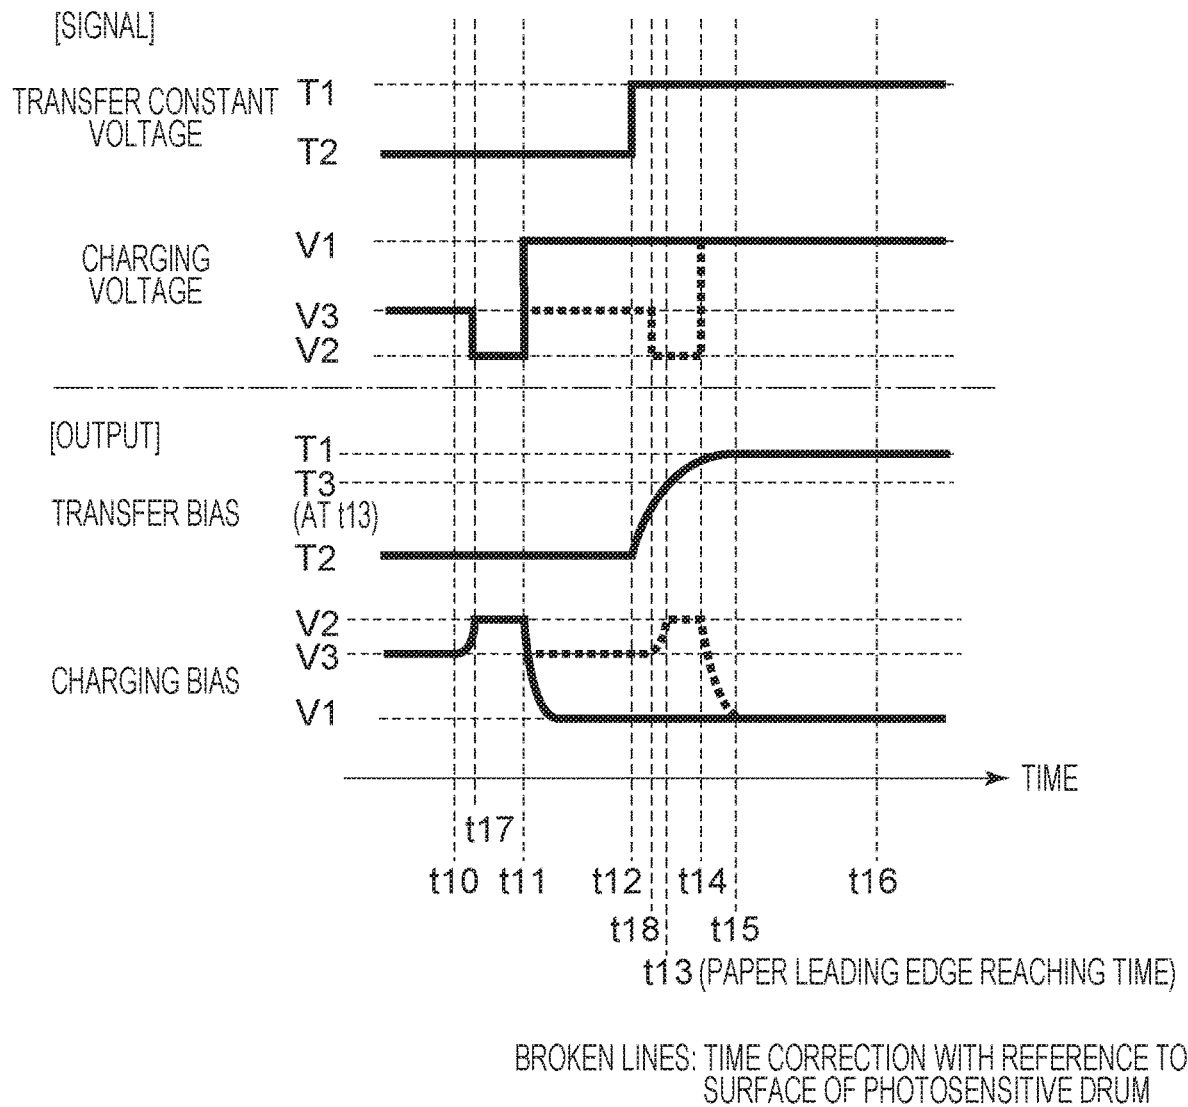 [SIGNAL]
TRANSFER CONSTANT
VOLTAGE
T1
T2
CHARGING
VOLTAGE
V1
V3
V2
[OUTPUT]
TRANSFER BIAS
T1
T3
(AT t13)
T2
CHARGING BIAS
V2
V3
V1
TIME
t17
t10 t11 t12 t14 t16
t18 t15
t13 (PAPER LEADING EDGE REACHING TIME)
BROKEN LINES: TIME CORRECTION WITH REFERENCE TO
SURFACE OF PHOTOSENSITIVE DRUM